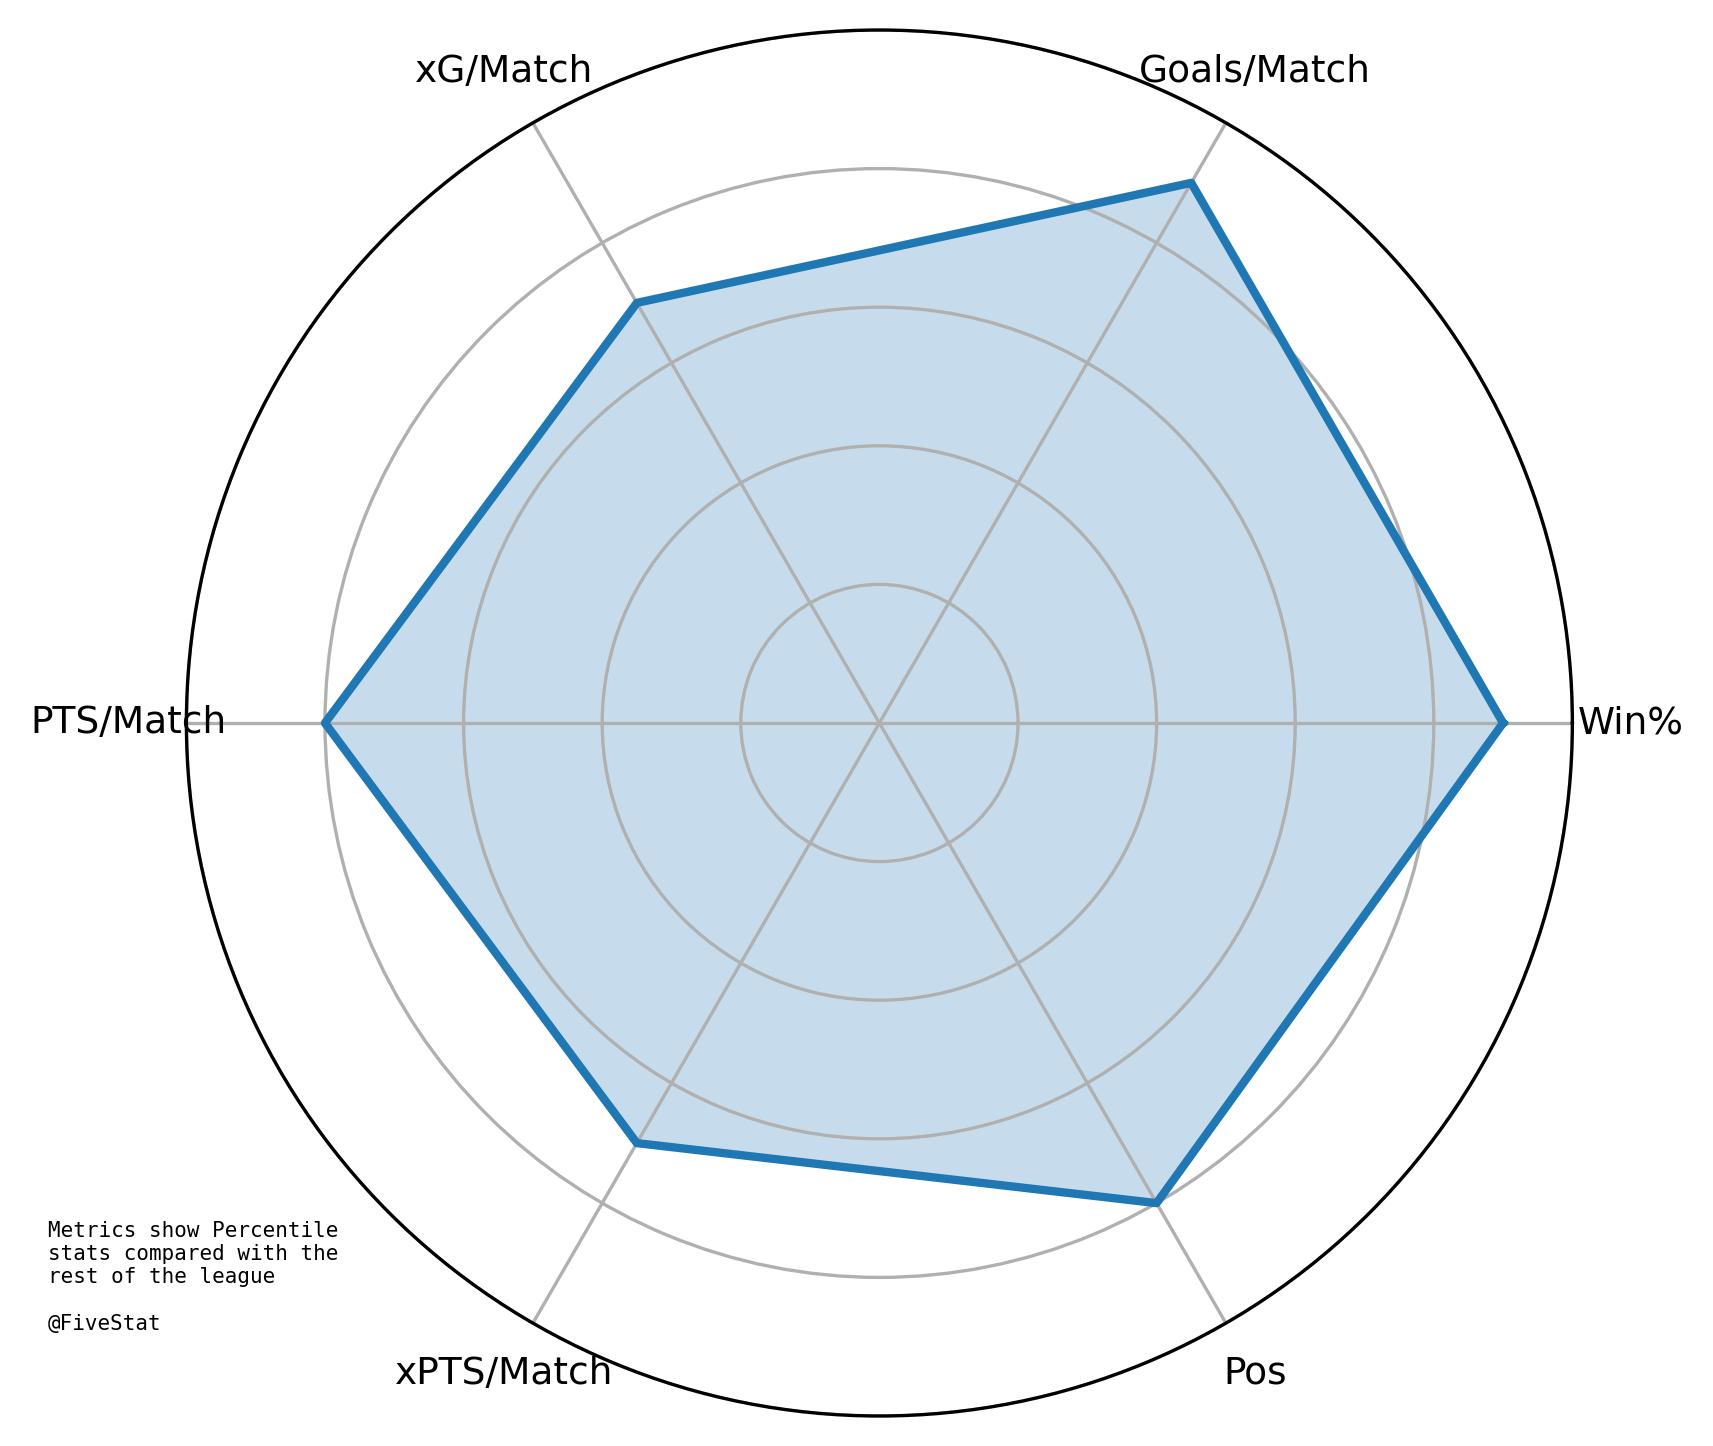 xG/Match
Goals/Match
PTS/Match
Win%
Metrics show Percentile
stats compared with the
rest of the league
@FiveStat
xPTS/Match
Pos